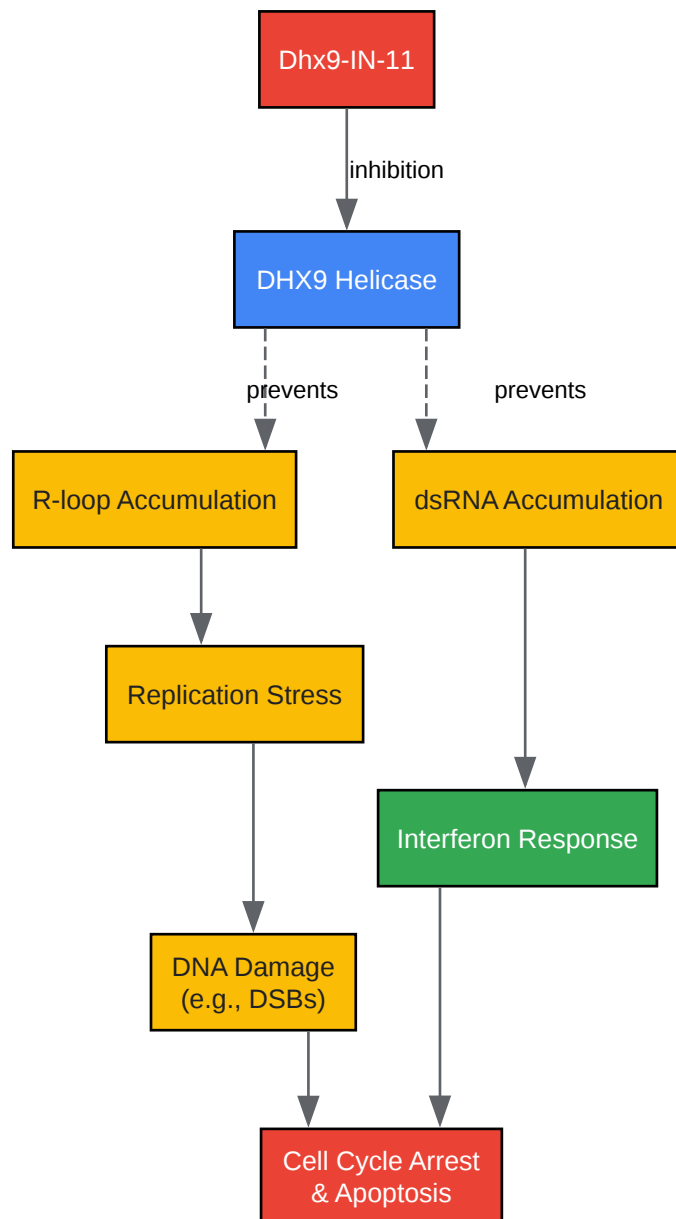 Dhx9-IN-11
inhibition
DHX9 Helicase
prevents
prevents
R-loop Accumulation
dsRNA Accumulation
Replication Stress
Interferon Response
DNA Damage
(e.g., DSBs)
Cell Cycle Arrest
& Apoptosis